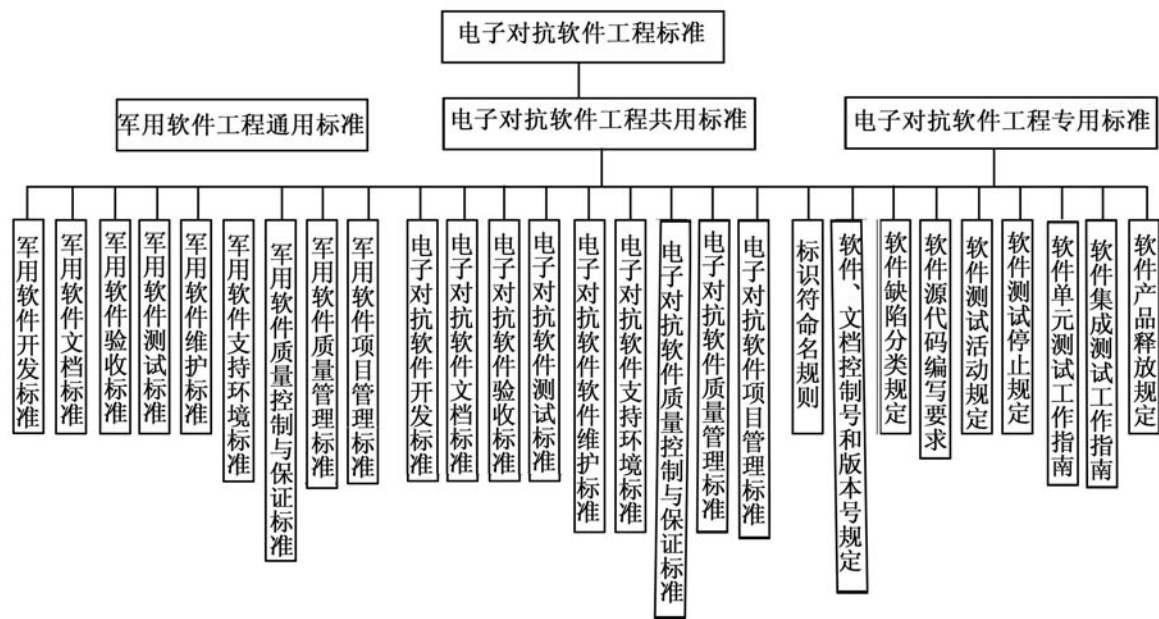 电子对抗软件工程标准
军用软件工程通用标准
电子对抗软件工程共用标准
电子对抗软件工程专用标准
军用软件开发标准
军用软件文档标准
军用软件验收标准
军用软件测试标准
军用软件维护标准
军用软件支持环境标准
军用软件质量控制与保证标准
军用软件质量管理标准
军用软件项目管理标准
电子对抗软件开发标准
电子对抗软件文档标准
电子对抗软件验收标准
电子对抗软件测试标准
电子对抗软件软件维护标准
电子对抗软件支持环境标准
电子对抗软件质量控制与保证标准
电子对抗软件质量管理标准
电子对抗软件项目管理标准
标识符命名规则
软件、文档控制号和版本号规定
软件缺陷分类规定
软件源代码编写要求
软件测试活动规定
软件测试停止规定
软件单元测试工作指南
软件集成测试工作指南
软件产品释放规定